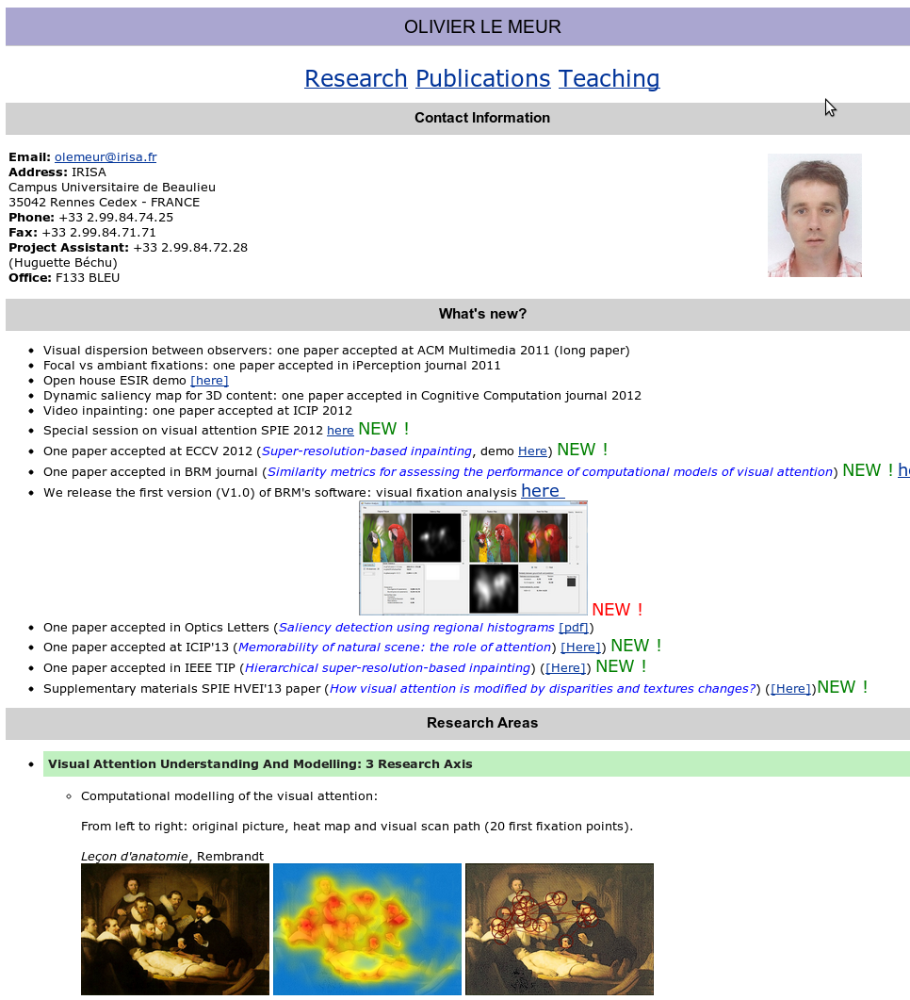 OLIVIER LE MEUR
Research Publications Teaching
Contact Information
Email: olemeur@irisa.fr
Address: IRISA
Campus Universitaire de Beaulieu
35042 Rennes Cedex - FRANCE
Phone: +33 2.99.84.74.25
Fax: +33 2.99.84.71.71
Project Assistant: +33 2.99.84.72.28
(Huguette Béchu)
Office: F133 BLEU
What's new?
Visual dispersion between observers: one paper accepted at ACM Multimedia 2011 (long paper)
Focal vs ambiant fixations: one paper accepted in iPerception journal 2011
Open house ESIR demo [here]
Dynamic saliency map for 3D content: one paper accepted in Cognitive Computation journal 2012
Video inpainting: one paper accepted at ICIP 2012
Special session on visual attention SPIE 2012 here NEW !
One paper accepted at ECCV 2012 (Super-resolution-based inpainting, demo Here) NEW !
One paper accepted in BRM journal (Similarity metrics for assessing the performance of computational models of visual attention) NEW !
We release the first version (V1.0) of BRM's software: visual fixation analysis here
NEW !
One paper accepted in Optics Letters (Saliency detection using regional histograms [pdf])
One paper accepted at ICIP'13 (Memorability of natural scene: the role of attention) [Here]) NEW !
One paper accepted in IEEE TIP (Hierarchical super-resolution-based inpainting) ([Here]) NEW !
Supplementary materials SPIE HVEI'13 paper (How visual attention is modified by disparities and textures changes?) ([Here])NEW !
Research Areas
Visual Attention Understanding And Modelling: 3 Research Axis
Computational modelling of the visual attention:
From left to right: original picture, heat map and visual scan path (20 first fixation points).
Leçon d'anatomie, Rembrandt